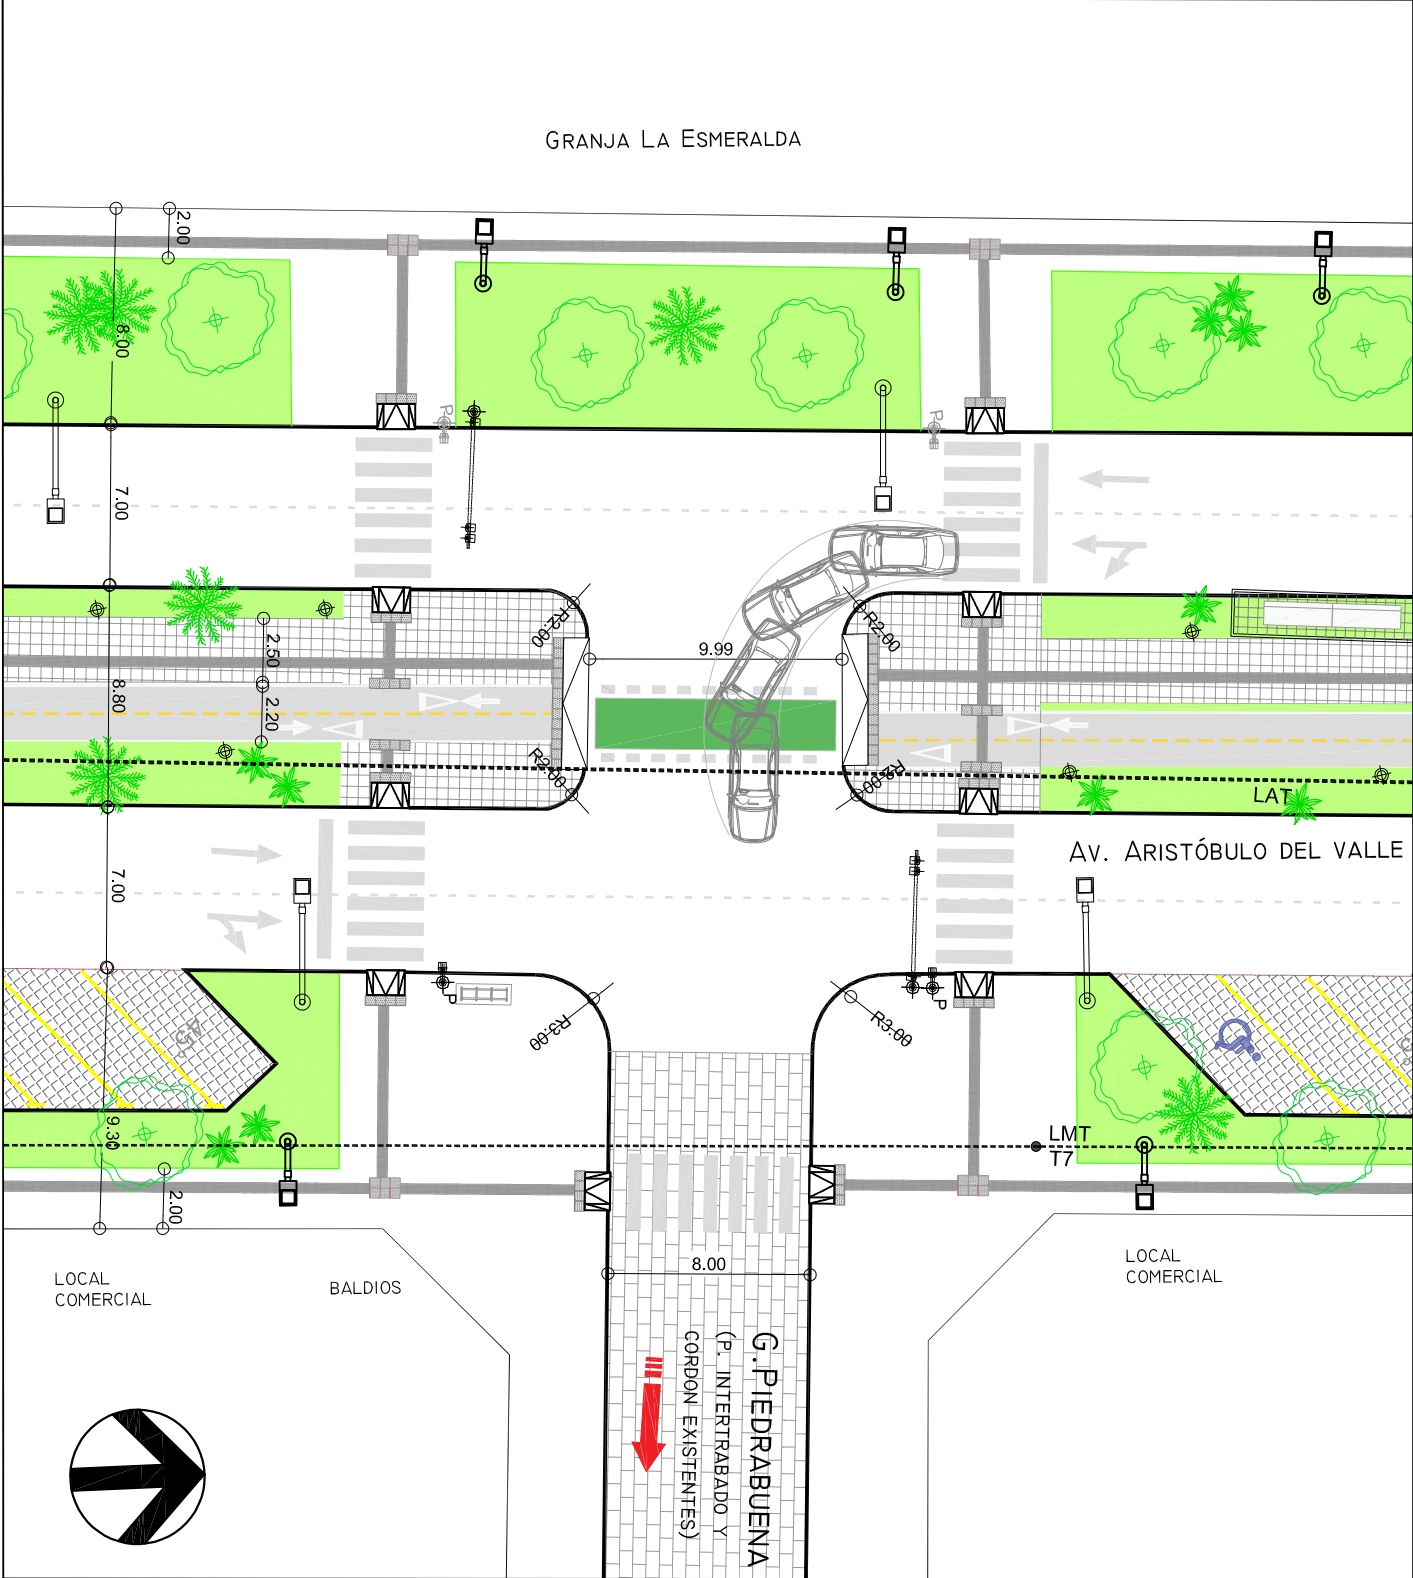 GRANJA LA ESMERALDA
2.00
8.00
P
P
7.00
R2.00
R2.00
9.99
2.50
8.80
2.20
R2.00
R2.00
LAT
AV. ARISTÓBULO DEL VALLE
7.00
P
P
R3.00
R3.00
45°
9.30
LMT
T7
2.00
8.00
LOCAL
COMERCIAL
BALDIOS
LOCAL
COMERCIAL
G.PIEDRABUENA
(P. INTERTRABADO Y
CORDON EXISTENTES)